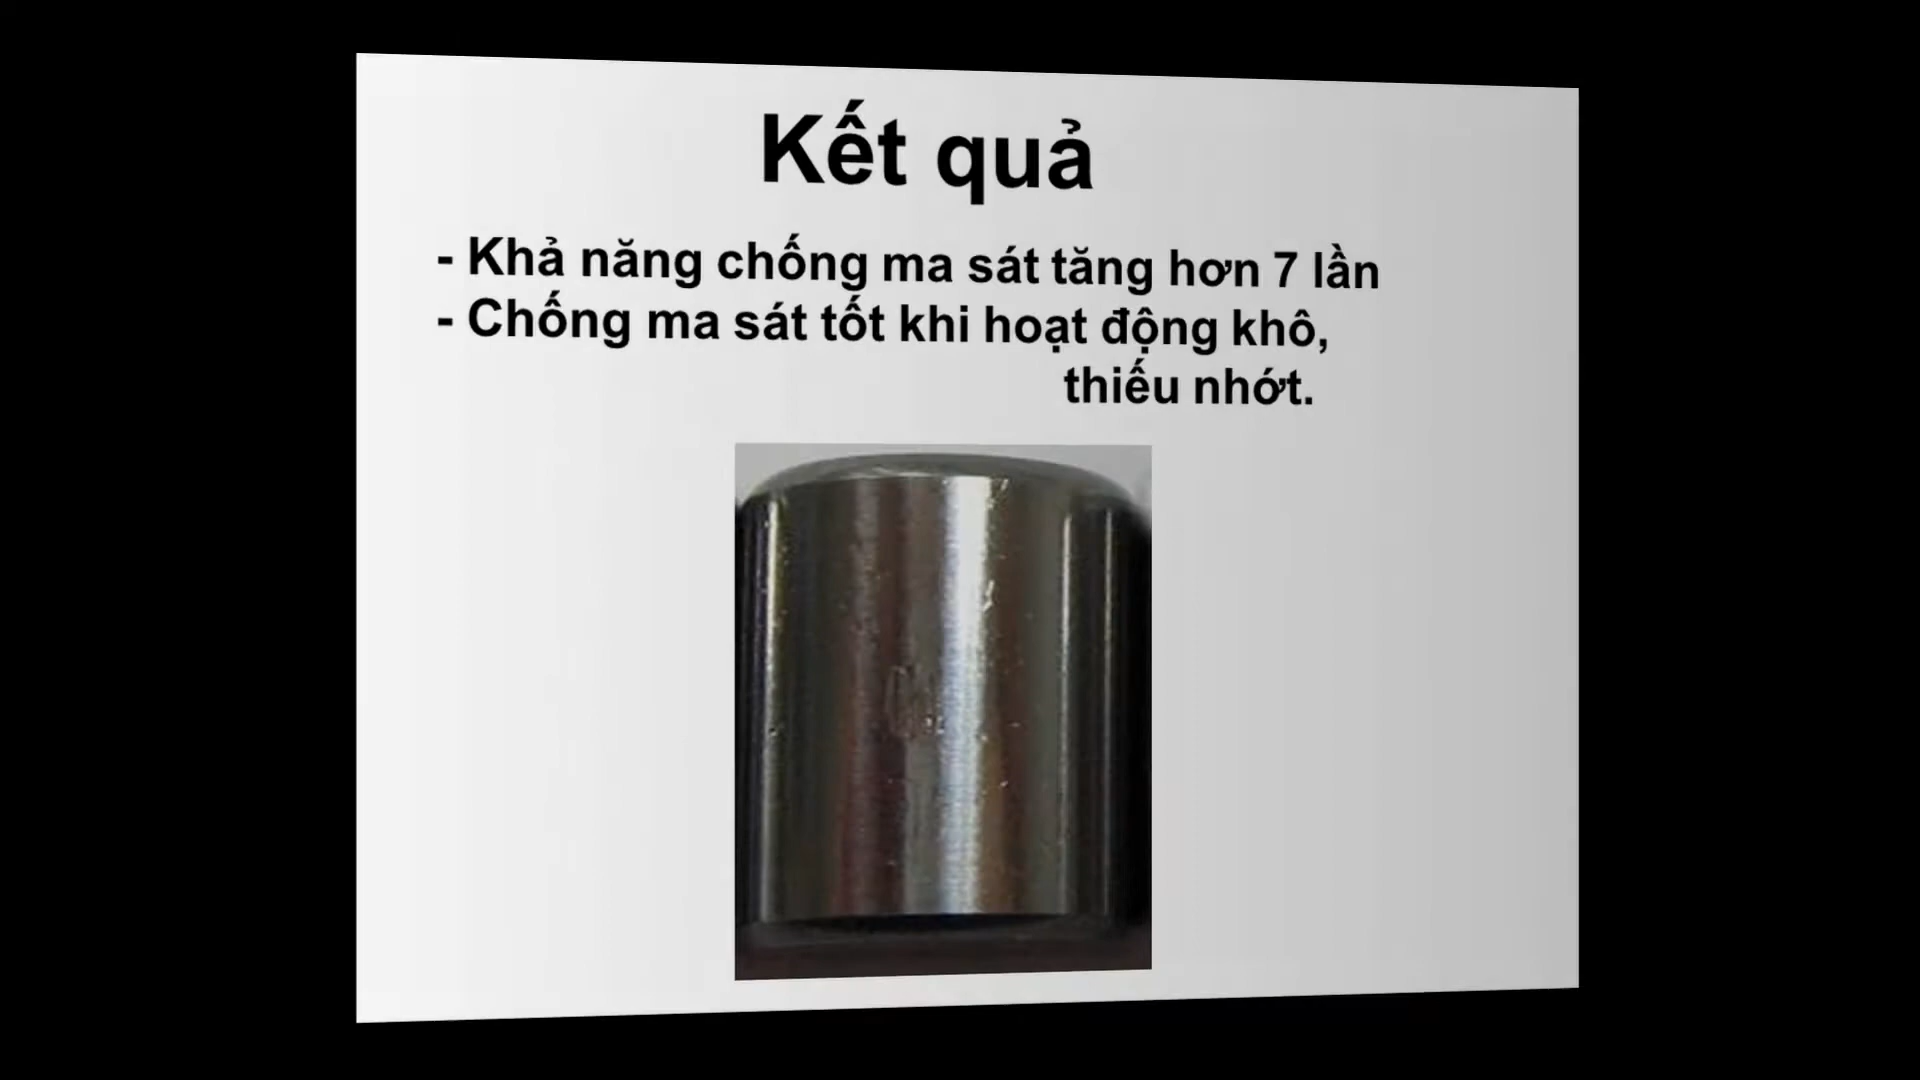 Kết quả
- Khả năng chống ma sát tăng hơn 7 lần
- Chống ma sát tốt khi hoạt động khô,
thiếu nhớt.